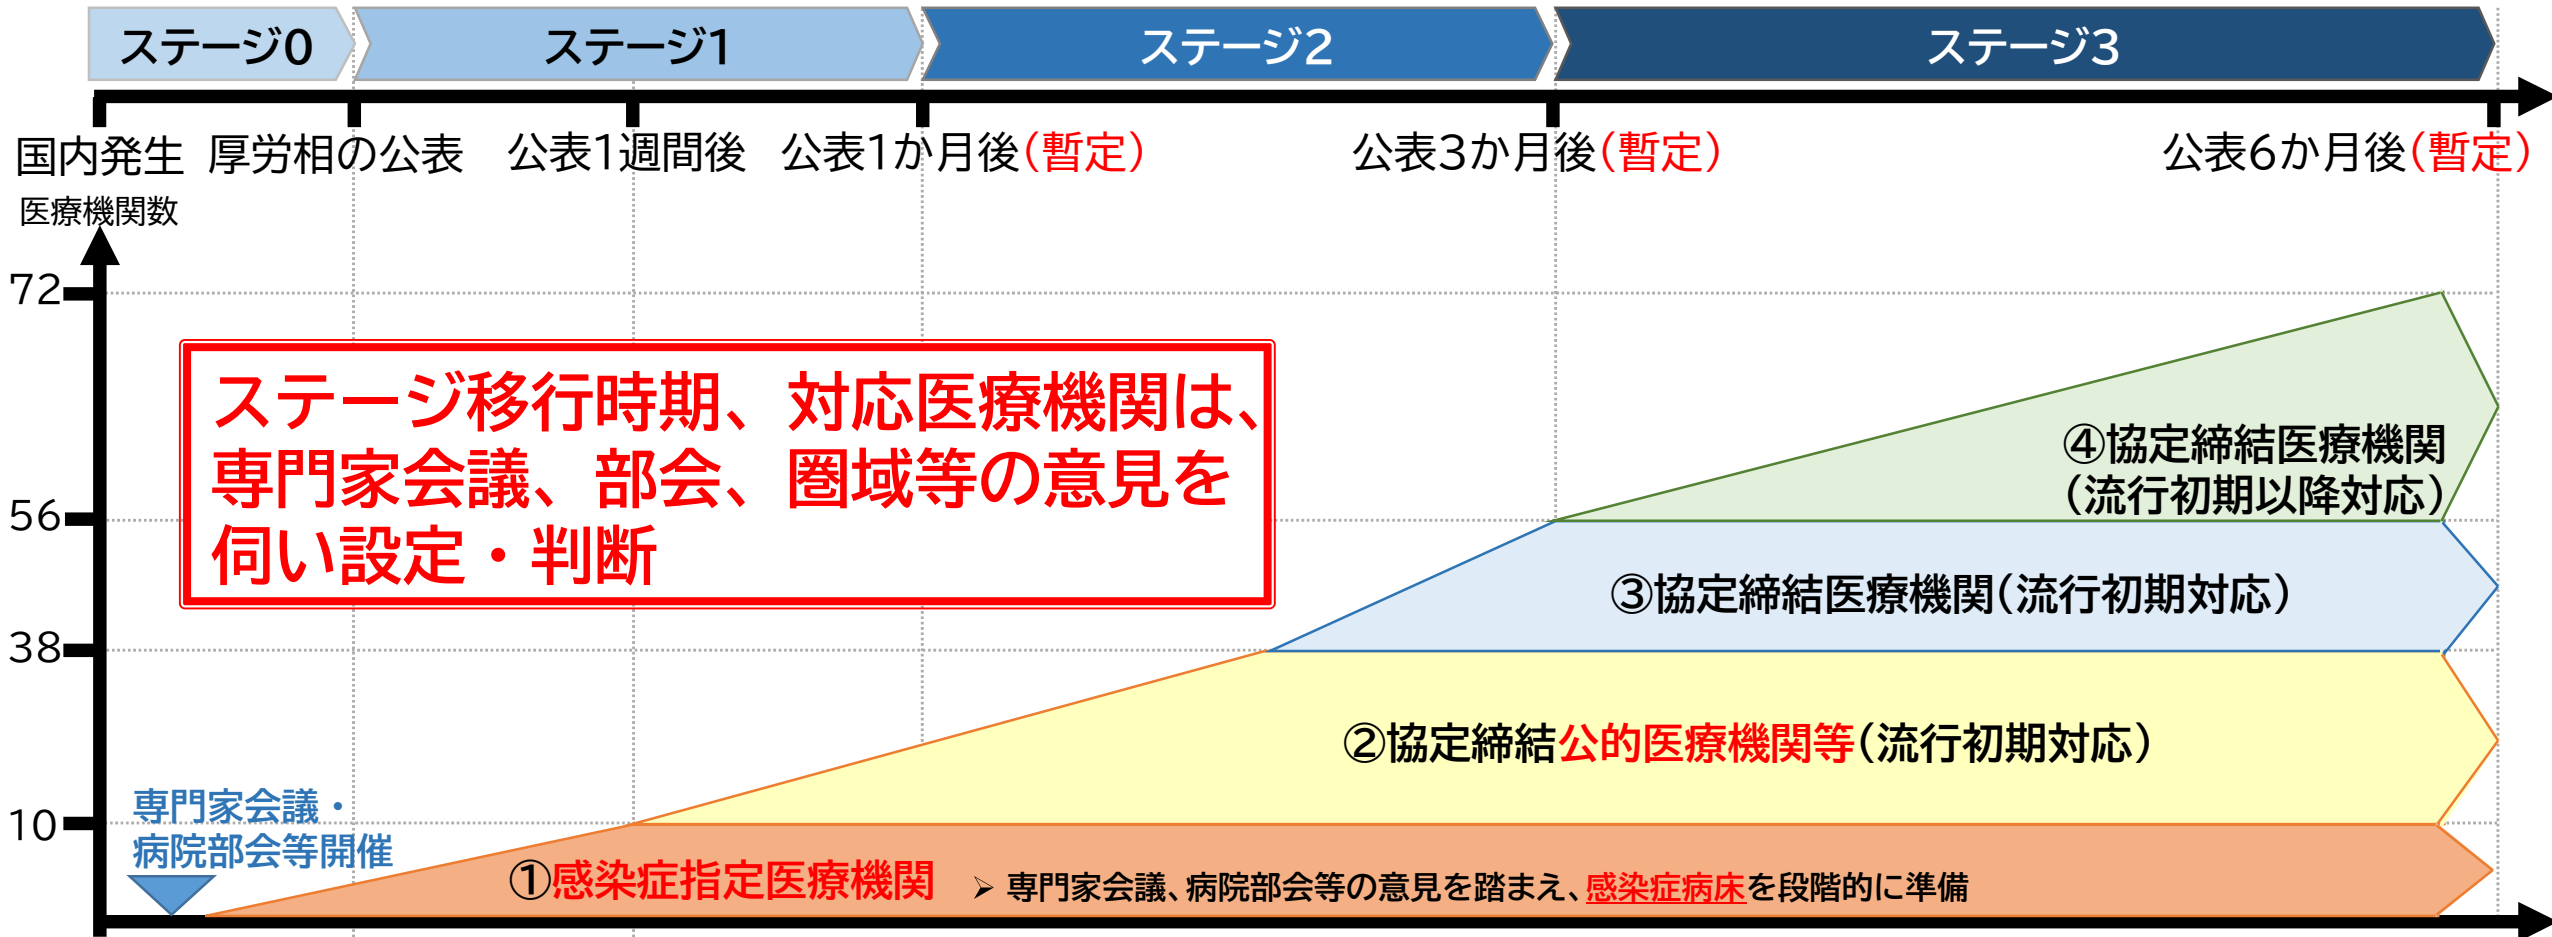 ステージ0
ステージ1
ステージ2
ステージ3
国内発生
厚労相の公表
公表1週間後
公表1か月後(暫定)
公表3か月後(暫定)
公表6か月後(暫定)
医療機関数
72
ステージ移行時期、対応医療機関は、
専門家会議、部会、圏域等の意見を
伺い設定・判断
④協定締結医療機関
(流行初期以降対応)
56
③協定締結医療機関(流行初期対応)
38
②協定締結公的医療機関等(流行初期対応)
専門家会議・
病院部会等開催
10
①感染症指定医療機関
➢ 専門家会議、病院部会等の意見を踏まえ、感染症病床を段階的に準備